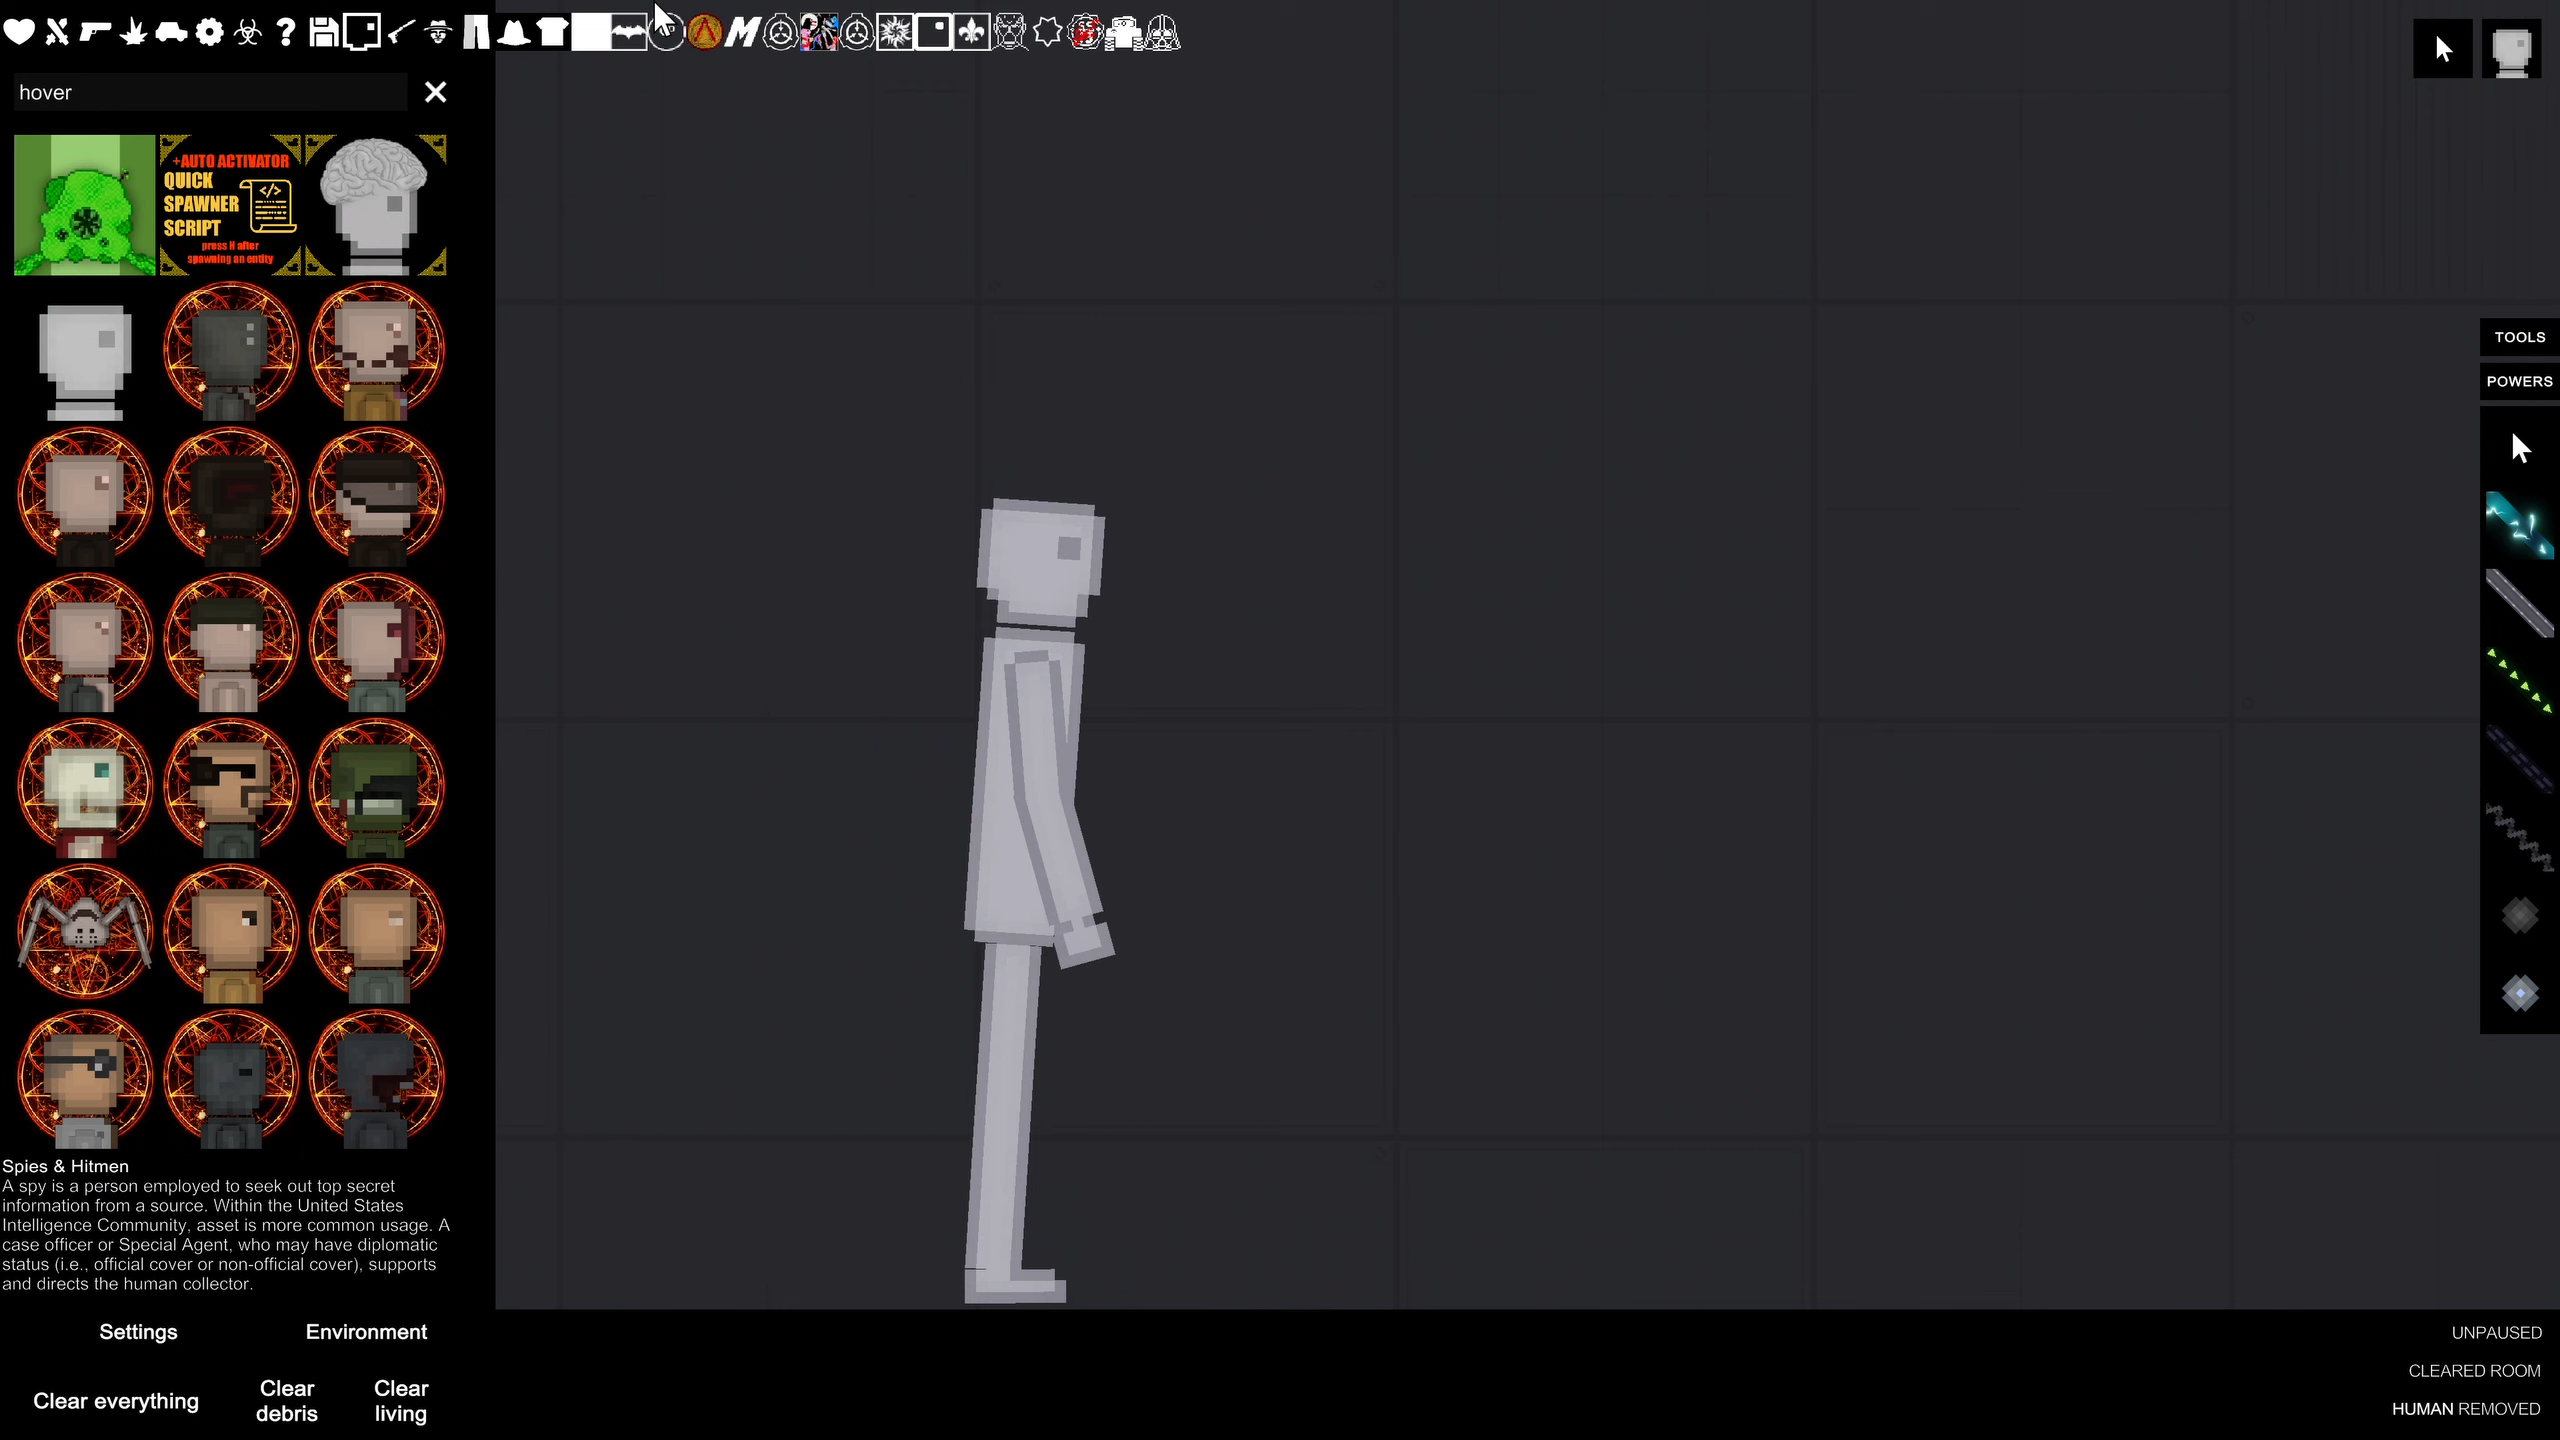 hover
+AUTO ACTIVATOR
QUICK
SPAWNER
SCRIPT
press H after
spawning an entity
TOOLS
POWERS
Spies & Hitmen
A spy is a person employed to seek out top secret
information from a source. Within the United States
Intelligence Community, asset is more common usage. A
case officer or Special Agent, who may have diplomatic
status (i.e., official cover or non-official cover), supports
and directs the human collector.
Settings
Environment
Clear everything
Clear
debris
Clear
living
UNPAUSED
CLEARED ROOM
HUMAN REMOVED